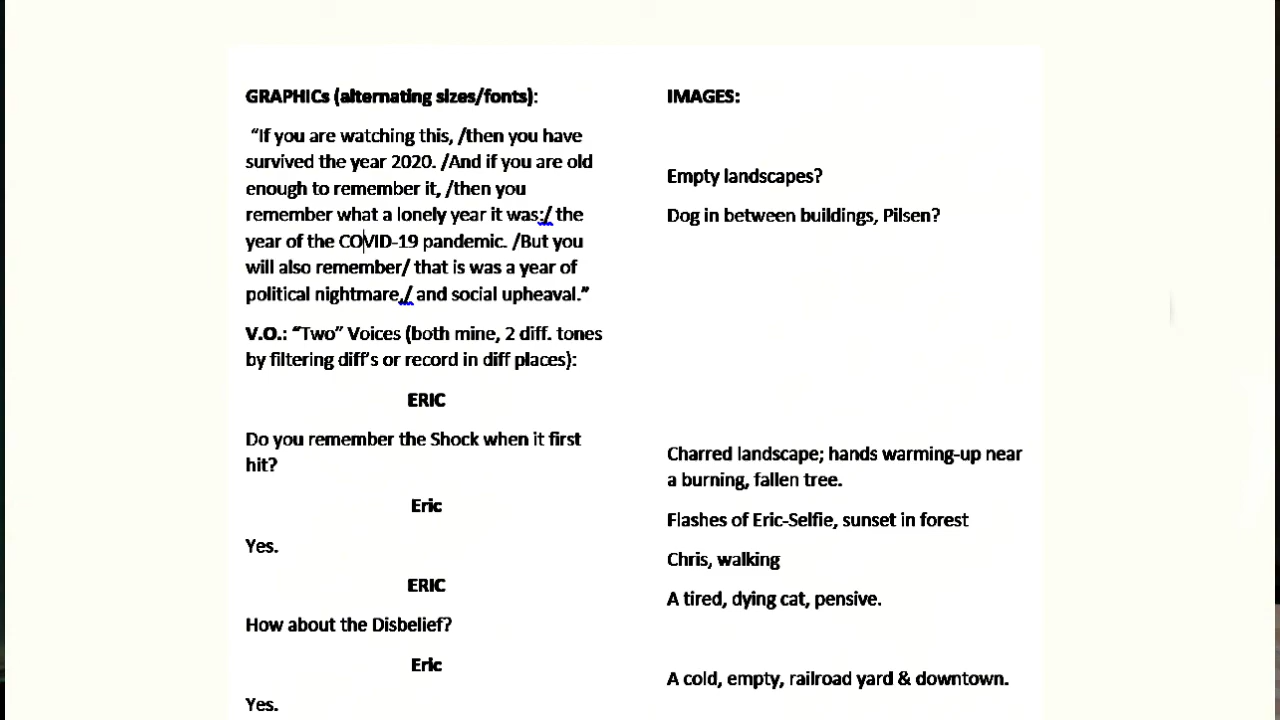 GRAPHICs (alternating sizes/fonts):
“If you are watching this, /then you have
survived the year 2020. /And if you are old
enough to remember it, /then you
remember what a lonely year it was:/ the
year of the COVID-19 pandemic. /But you
will also remember/ that is was a year of
political nightmare,/ and social upheaval.”
V.O.: “Two” Voices (both mine, 2 diff. tones
by filtering diff's or record in diff places):
ERIC
Do you remember the Shock when it first
hit?
Eric
Yes.
ERIC
How about the Disbelief?
Eric
Yes.
IMAGES:
Empty landscapes?
Dog in between buildings, Pilsen?
Charred landscape; hands warming-up near
a burning, fallen tree.
Flashes of Eric-Selfie, sunset in forest
Chris, walking
A tired, dying cat, pensive.
A cold, empty, railroad yard & downtown.